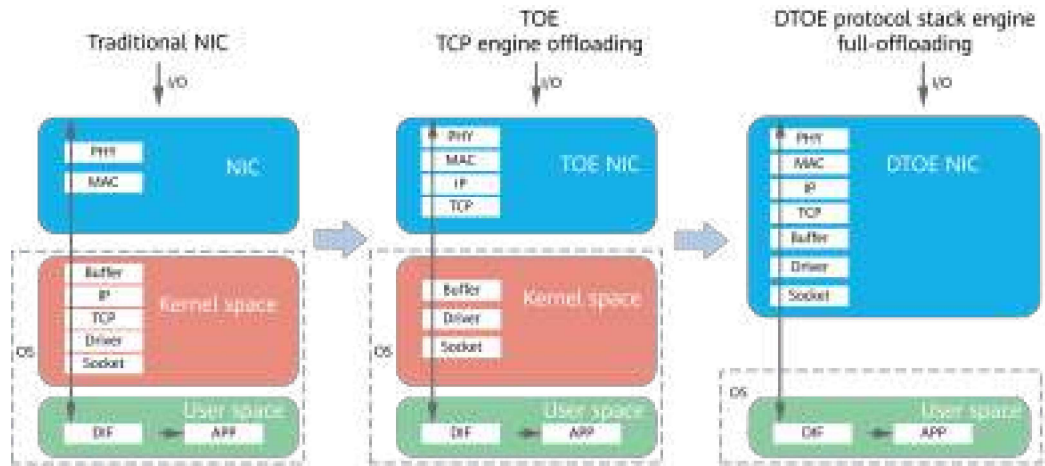 Traditional NIC
I/O
PHY
MAC
NIC
Buffer
IP
TCP
Driver
Socket
Kernel space
OS
User space
DIF
APP
TOE
TCP engine offloading
I/O
PHY
MAC
IP
TCP
TOE NIC
Buffer
Driver
Socket
Kernel space
OS
User space
DIF
APP
DTOE protocol stack engine
full-offloading
I/O
PHY
MAC
IP
TCP
Buffer
Driver
Socket
DTOE NIC
OS
User space
DIF
APP